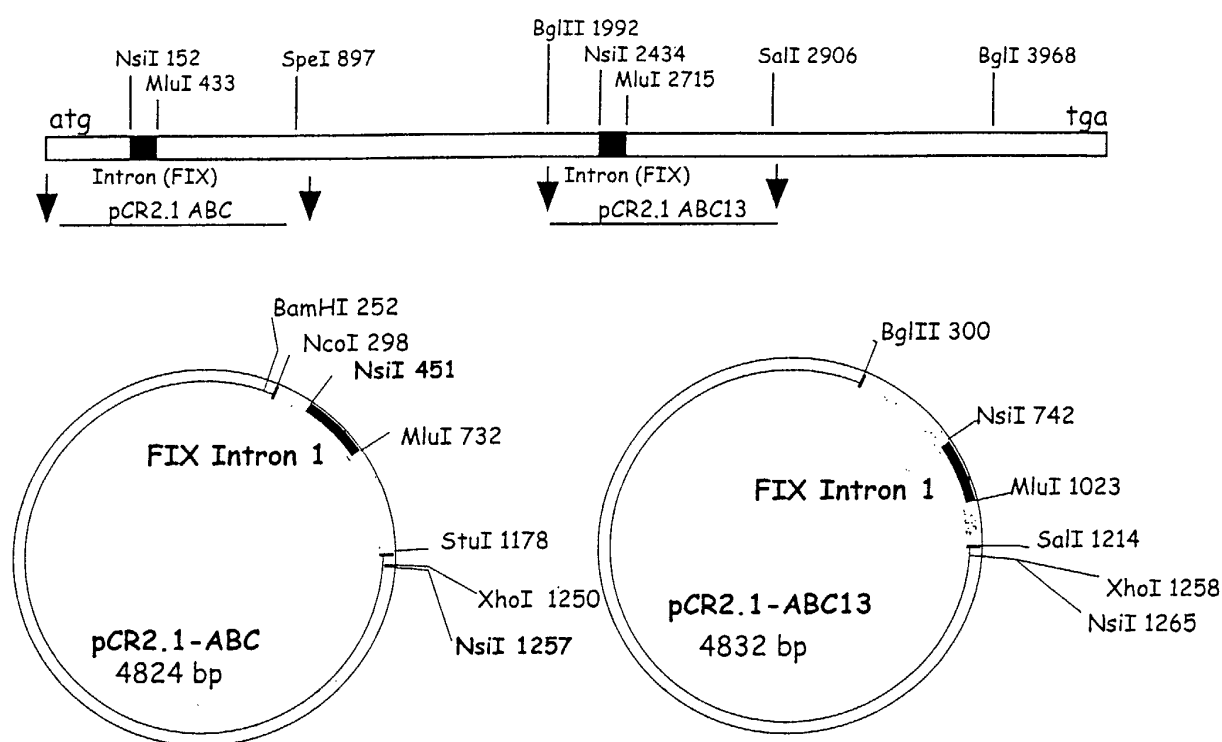 BglII 1992
NsiI 152
SpeI 897
NsiI 2434
SalI 2906
BglI 3968
MluI 433
MluI 2715
atg
tga
Intron (FIX)
Intron (FIX)
pCR2.1 ABC
pCR2.1 ABC13
BamHI 252
NcoI 298
NsiI 451
MluI 732
FIX Intron 1
StuI 1178
XhoI 1250
NsiI 1257
pCR2.1-ABC
4824 bp
BglII 300
NsiI 742
FIX Intron 1
MluI 1023
SalI 1214
XhoI 1258
NsiI 1265
pCR2.1-ABC13
4832 bp